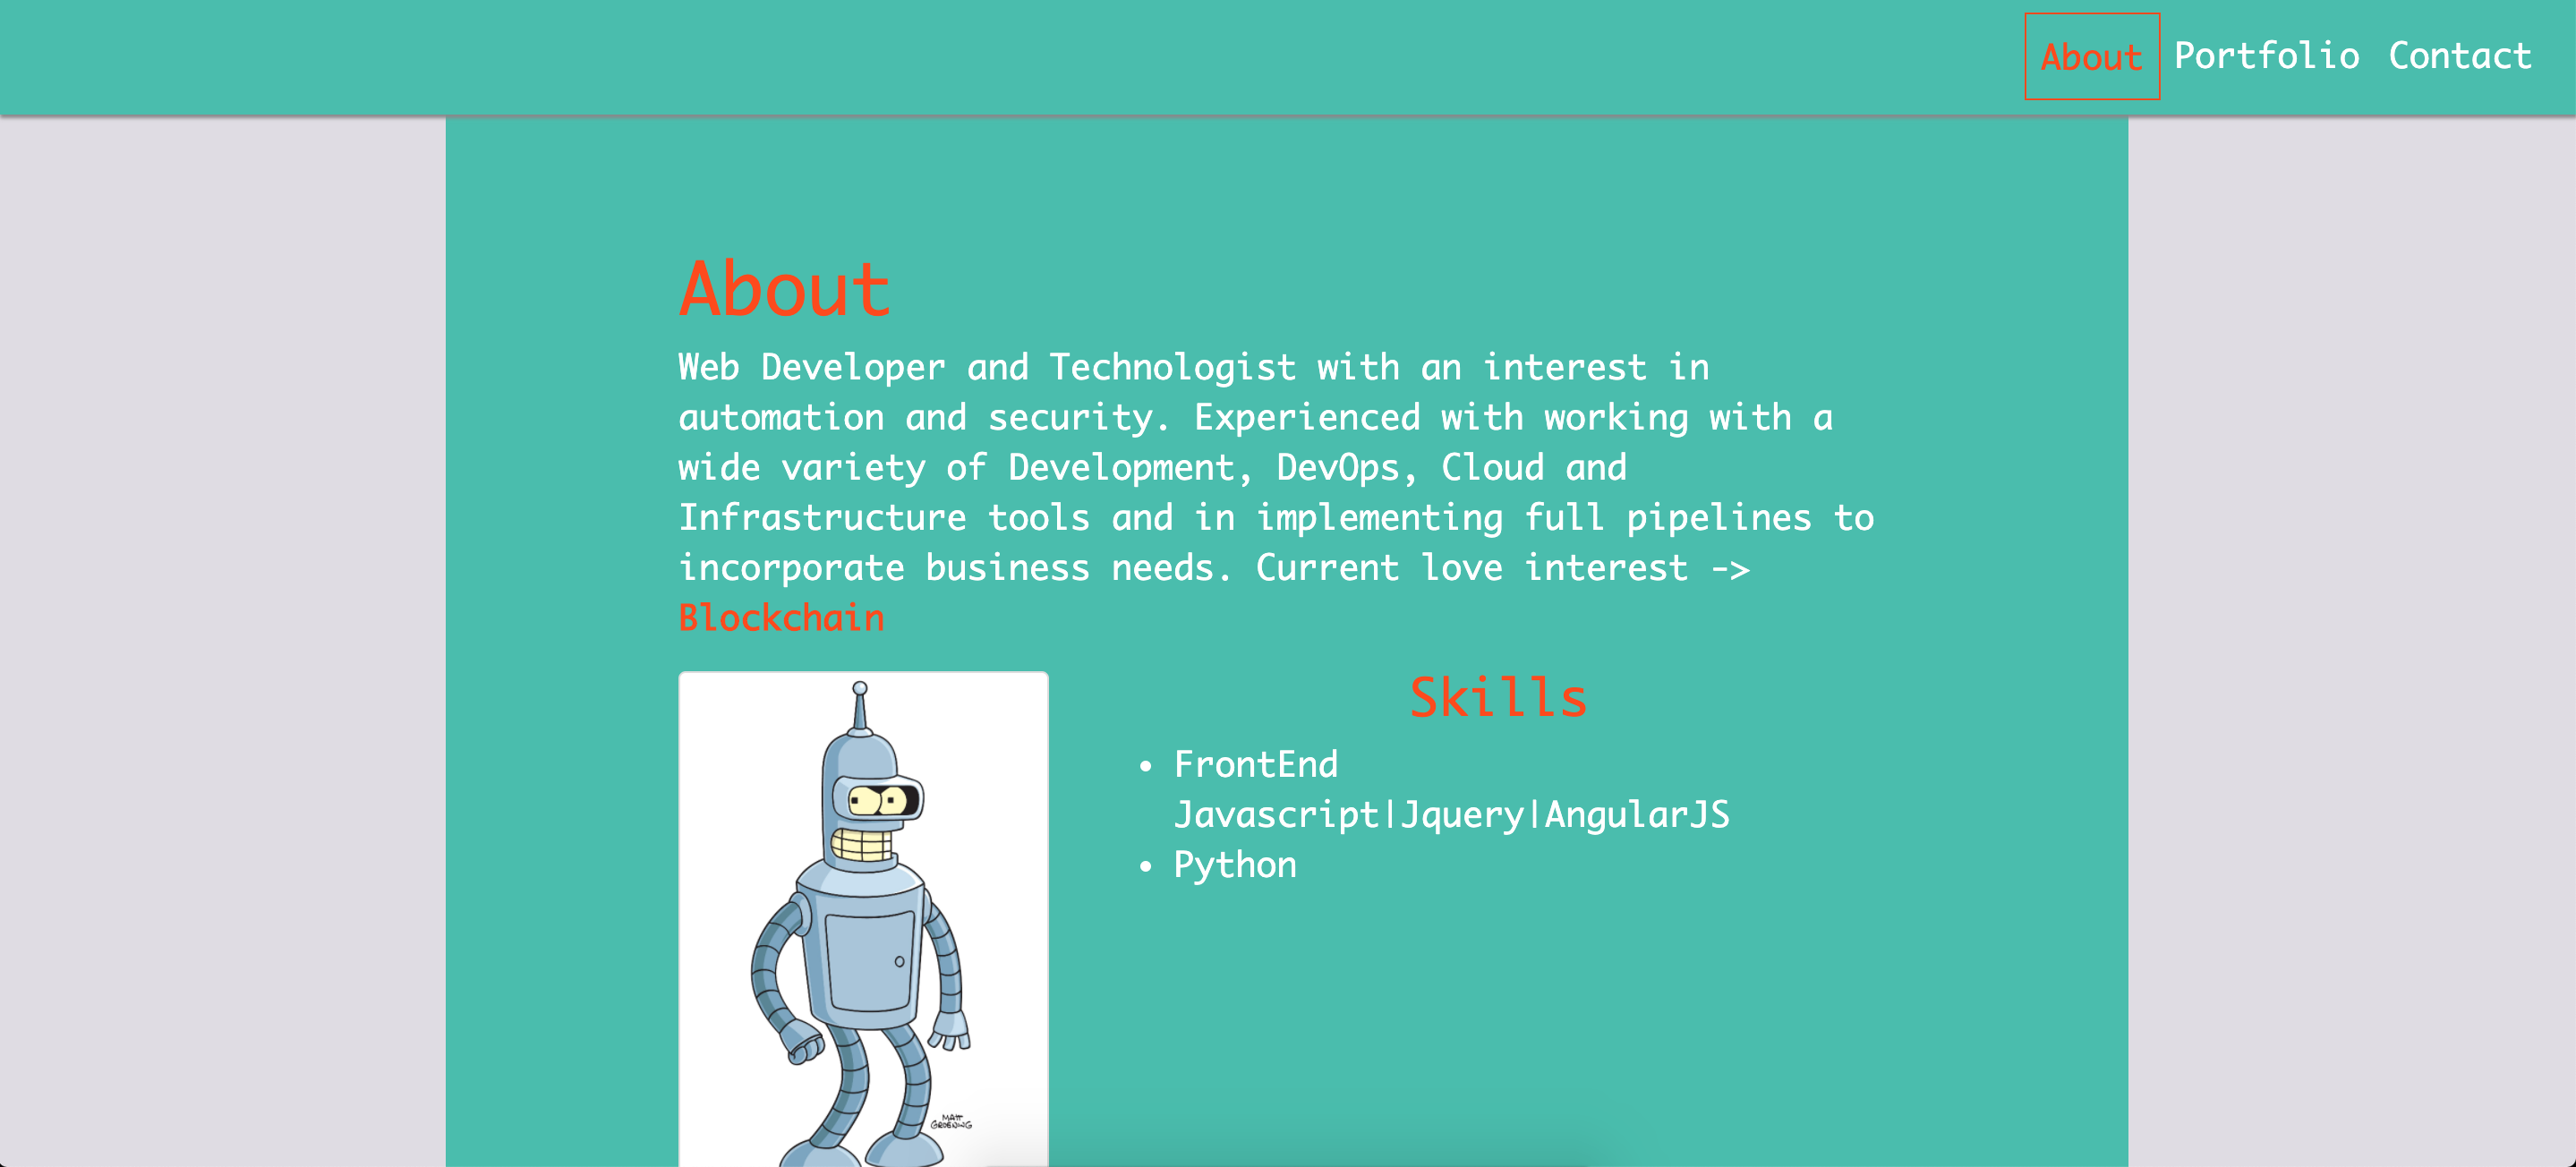 About Portfolio Contact
About
Web Developer and Technologist with an interest in
automation and security. Experienced with working with a
wide variety of Development, DevOps, Cloud and
Infrastructure tools and in implementing full pipelines to
incorporate business needs. Current love interest ->
Blockchain
Skills
• FrontEnd
Javascript|Jquery|AngularJS
• Python
MATT
GROENING